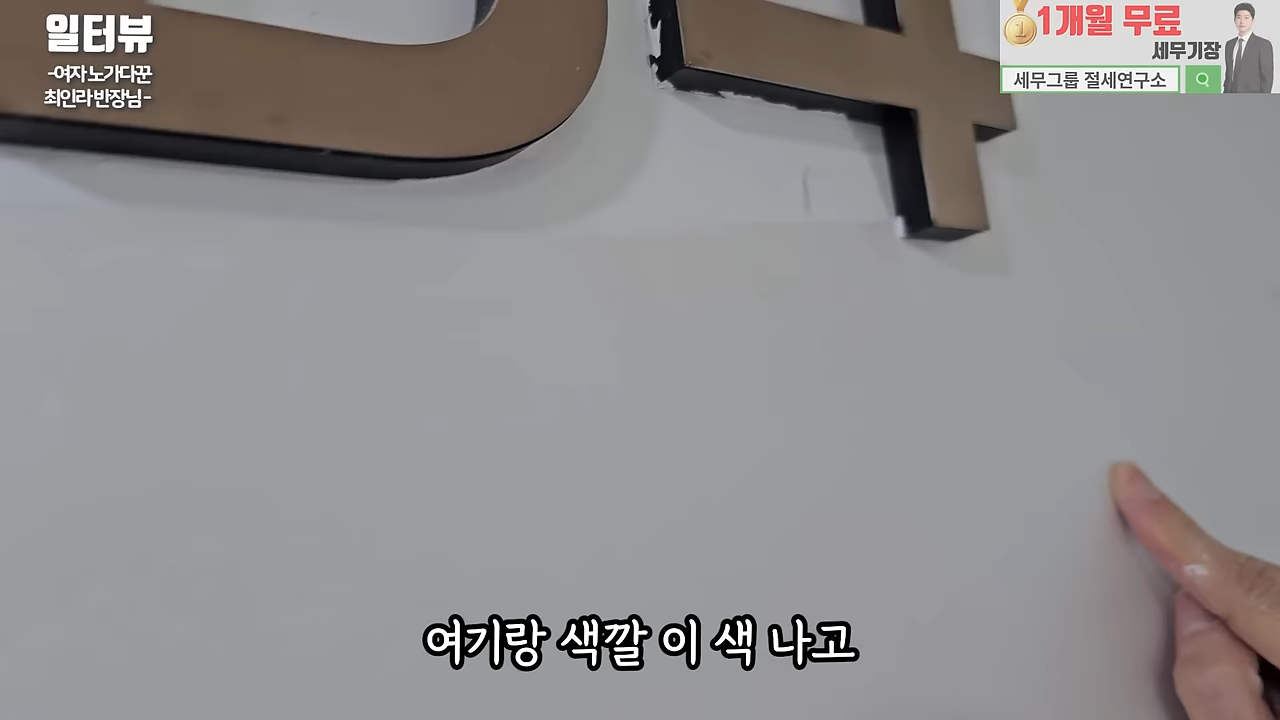 일터뷰
-여자 노가다꾼
최인라 반장님-
1개월 무료
세무기장
세무그룹 절세연구소
4
여기랑 색깔 이 색 나고